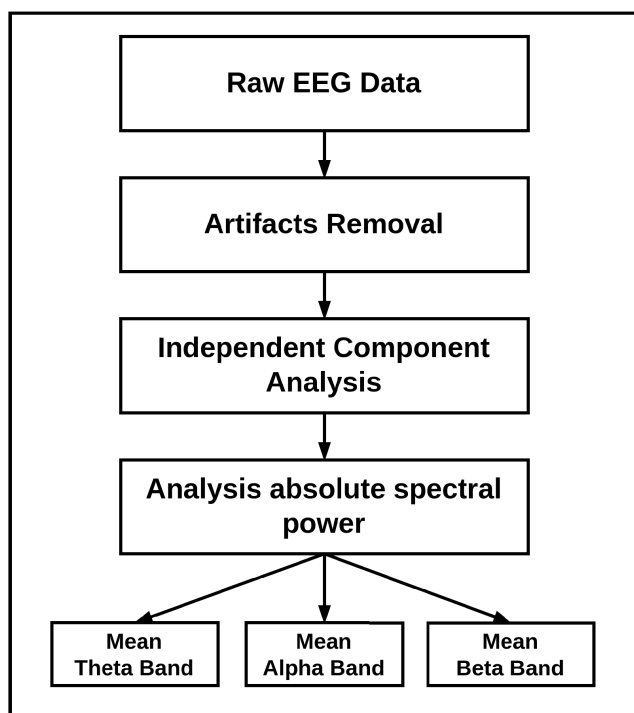 Raw EEG Data
Artifacts Removal
Independent Component
Analysis
Analysis absolute spectral
power
Mean
Theta Band
Mean
Alpha Band
Mean
Beta Band